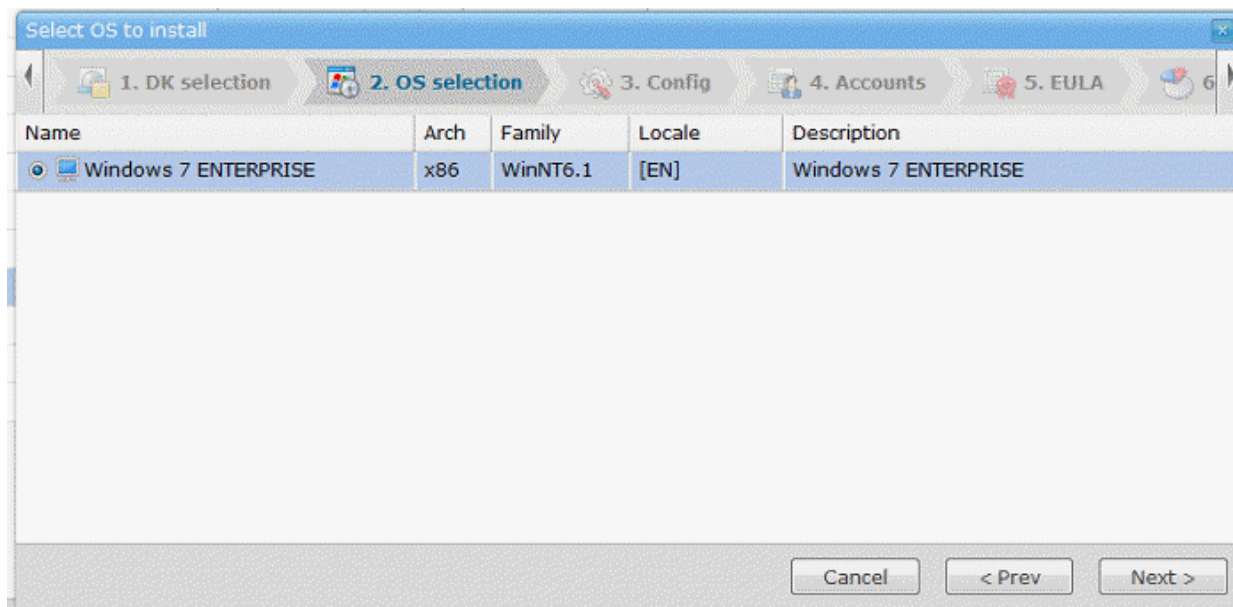 Select OS to install
1. DK selection 2. OS selection 3. Config 4. Accounts 5. EULA 6
Name Arch Family Locale Description
Windows 7 ENTERPRISE x86 WinNT6.1 [EN] Windows 7 ENTERPRISE
Cancel < Prev Next >